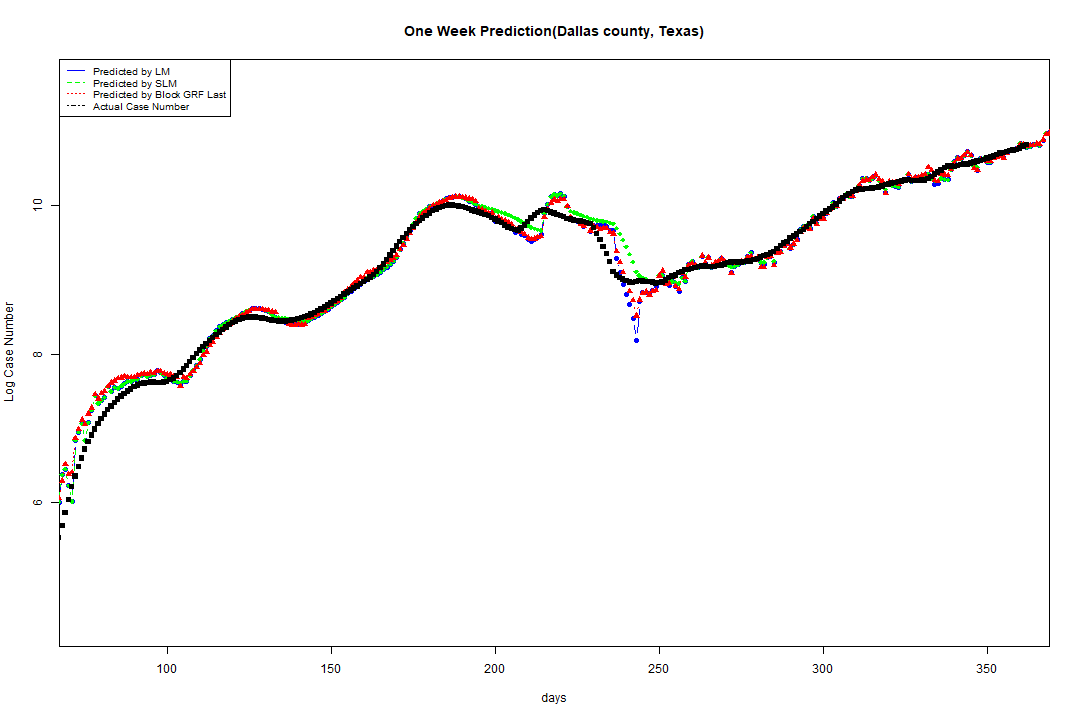 One Week Prediction(Dallas county, Texas)
Predicted by LM
Predicted by SLM
Predicted by Block GRF Last
Actual Case Number
Log Case Number
10
8
6
100 150 200 250 300 350
days